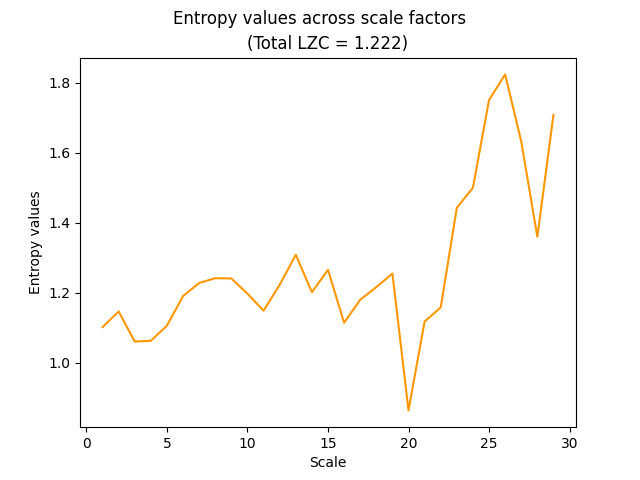 Entropy values across scale factors
(Total LZC = 1.222)
1.8
1.6
1.4
1.2
1.0
Entropy values
0 5 10 15 20 25 30
Scale